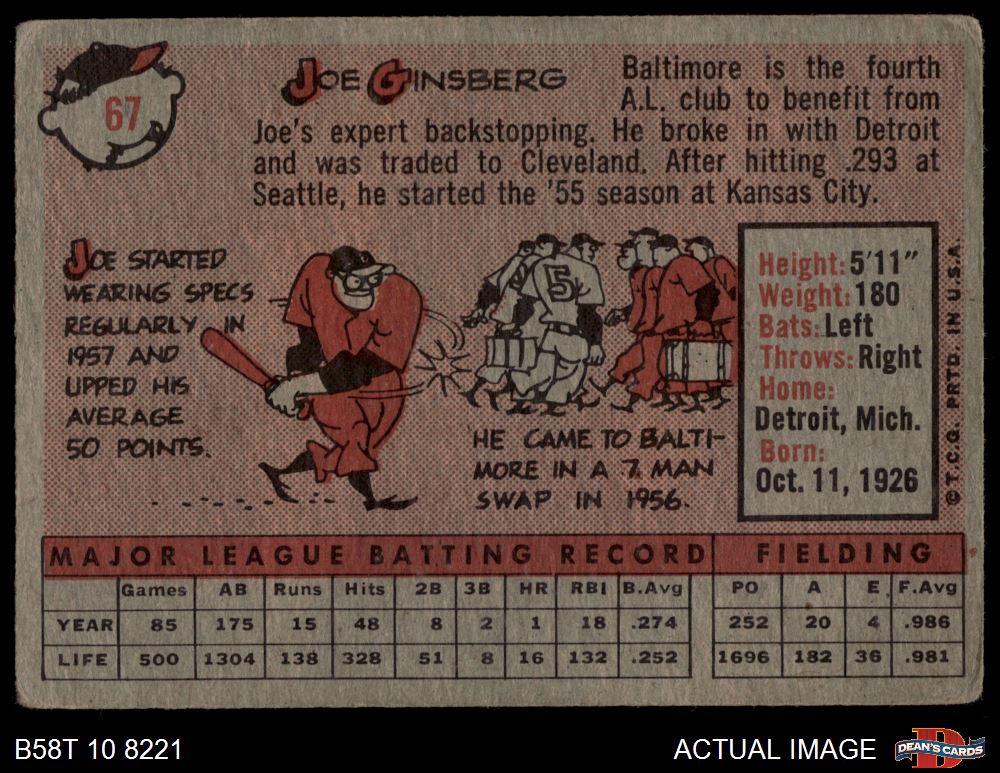 67
JOE GINSBERG
Baltimore is the fourth
A.L. club to benefit from
Joe's expert backstopping. He broke in with Detroit
and was traded to Cleveland. After hitting .293 at
Seattle, he started the '55 season at Kansas City.
JOE STARTED
WEARING SPECS
REGULARLY IN
1957 AND
UPPED HIS
AVERAGE
50 POINTS.
5
HE CAME TO BALTI-
MORE IN A 7 MAN
SWAP IN 1956.
Height: 5'11"
Weight: 180
Bats: Left
Throws: Right
Home:
Detroit, Mich.
Born:
Oct. 11, 1926
© T.C.G. PRTD. IN U.S.A.
MAJOR LEAGUE BATTING RECORD FIELDING
Games AB Runs Hits 2B 3B HR RBI B.Avg PO A E F.Avg
YEAR 85 175 15 48 8 2 1 18 .274 252 20 4 .986
LIFE 500 1304 138 328 51 8 16 132 .252 1696 182 36 .981
B58T 10 8221
ACTUAL IMAGE
D
DEAN'S CARDS